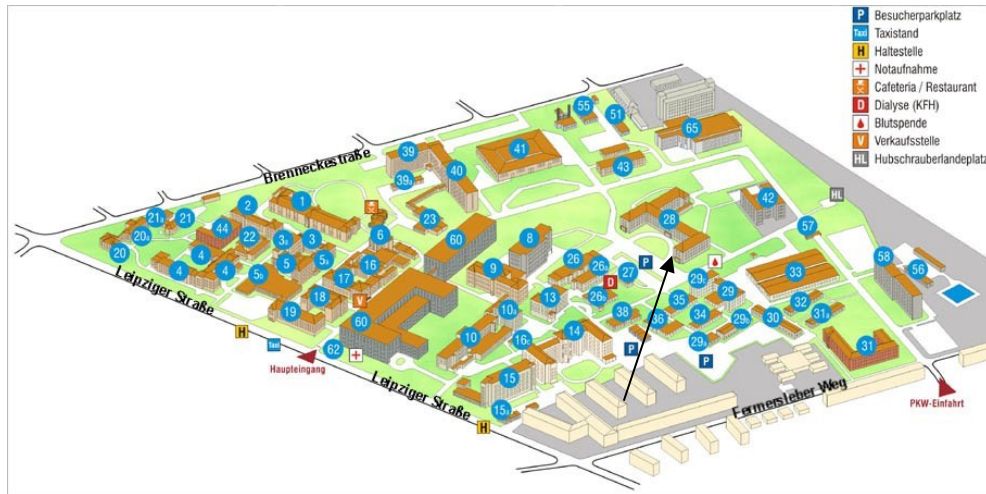 P Besucherparkplatz
Taxi Taxistand
H Haltestelle
Notaufnahme
Cafeteria / Restaurant
D Dialyse (KFH)
Blutspende
V Verkaufsstelle
HL Hubschrauberlandeplatz
55
51
65
Brenneckestraße
39
41
40
39a
43
HL
42
2
1
21a
21
20a
20
44
22
3a
3
6
23
60
28
57
4
4
4
5b
5
5a
16
8
26
26a
27
P
58
56
17
9
D
26b
29c
29
33
Leipziger Straße
19
18
V
60
10a
13
38
35
34
36
32
31a
30
29b
H
Taxi
62
10
16c
14
P
29a
P
31
Haupteingang
Leipziger Straße
15
15a
H
Fermersleber Weg
PKW-Einfahrt